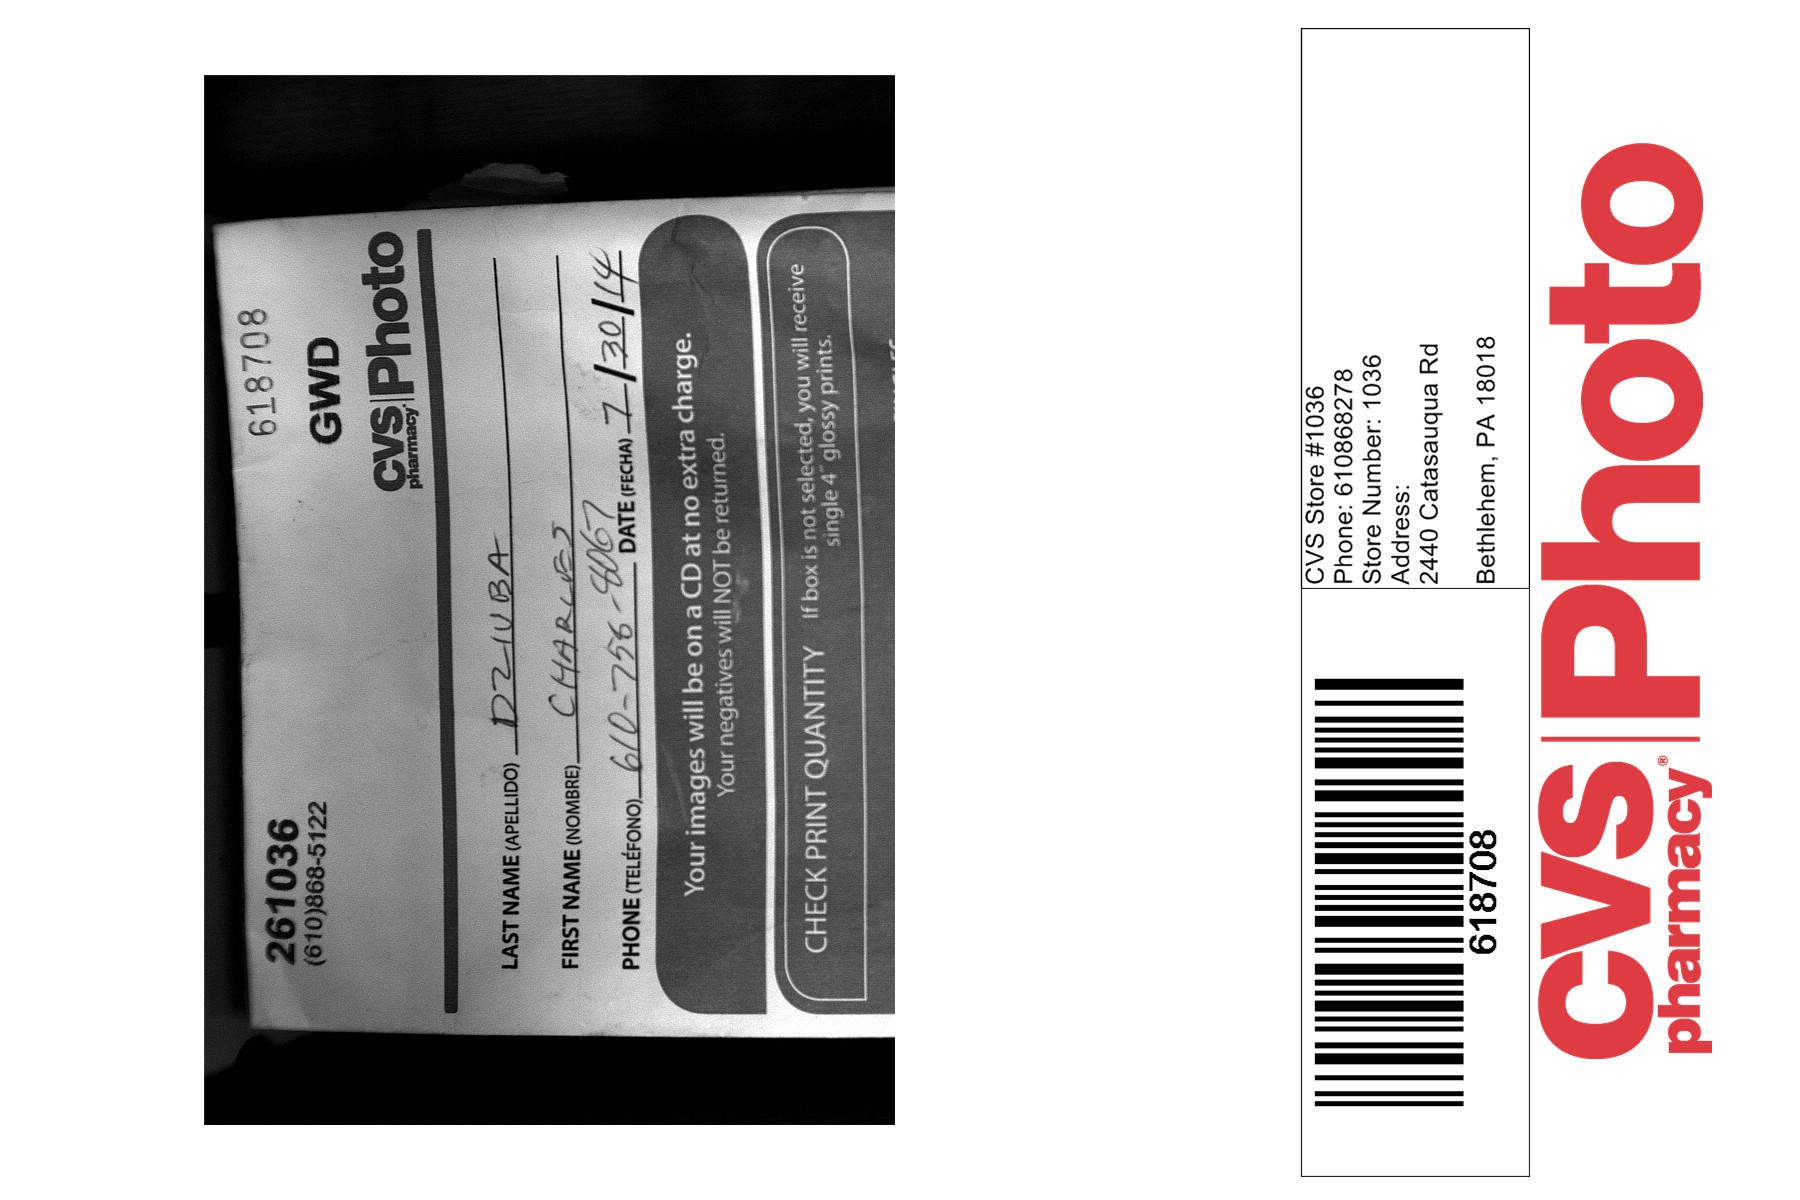 618708
GWD
CVS pharmacy | Photo
261036
(610)868-5122
LAST NAME (APELLIDO) DZIUBA
FIRST NAME (NOMBRE) CHARLES
PHONE (TELÉFONO) 610-756-8067 DATE (FECHA) 7/30/14
Your images will be on a CD at no extra charge.
Your negatives will NOT be returned.
CHECK PRINT QUANTITY If box is not selected, you will receive
single 4" glossy prints.
CVS Store #1036
Phone: 6108688278
Store Number: 1036
Address:
2440 Catasauqua Rd
Bethlehem, PA 18018
618708
CVS pharmacy® | Photo